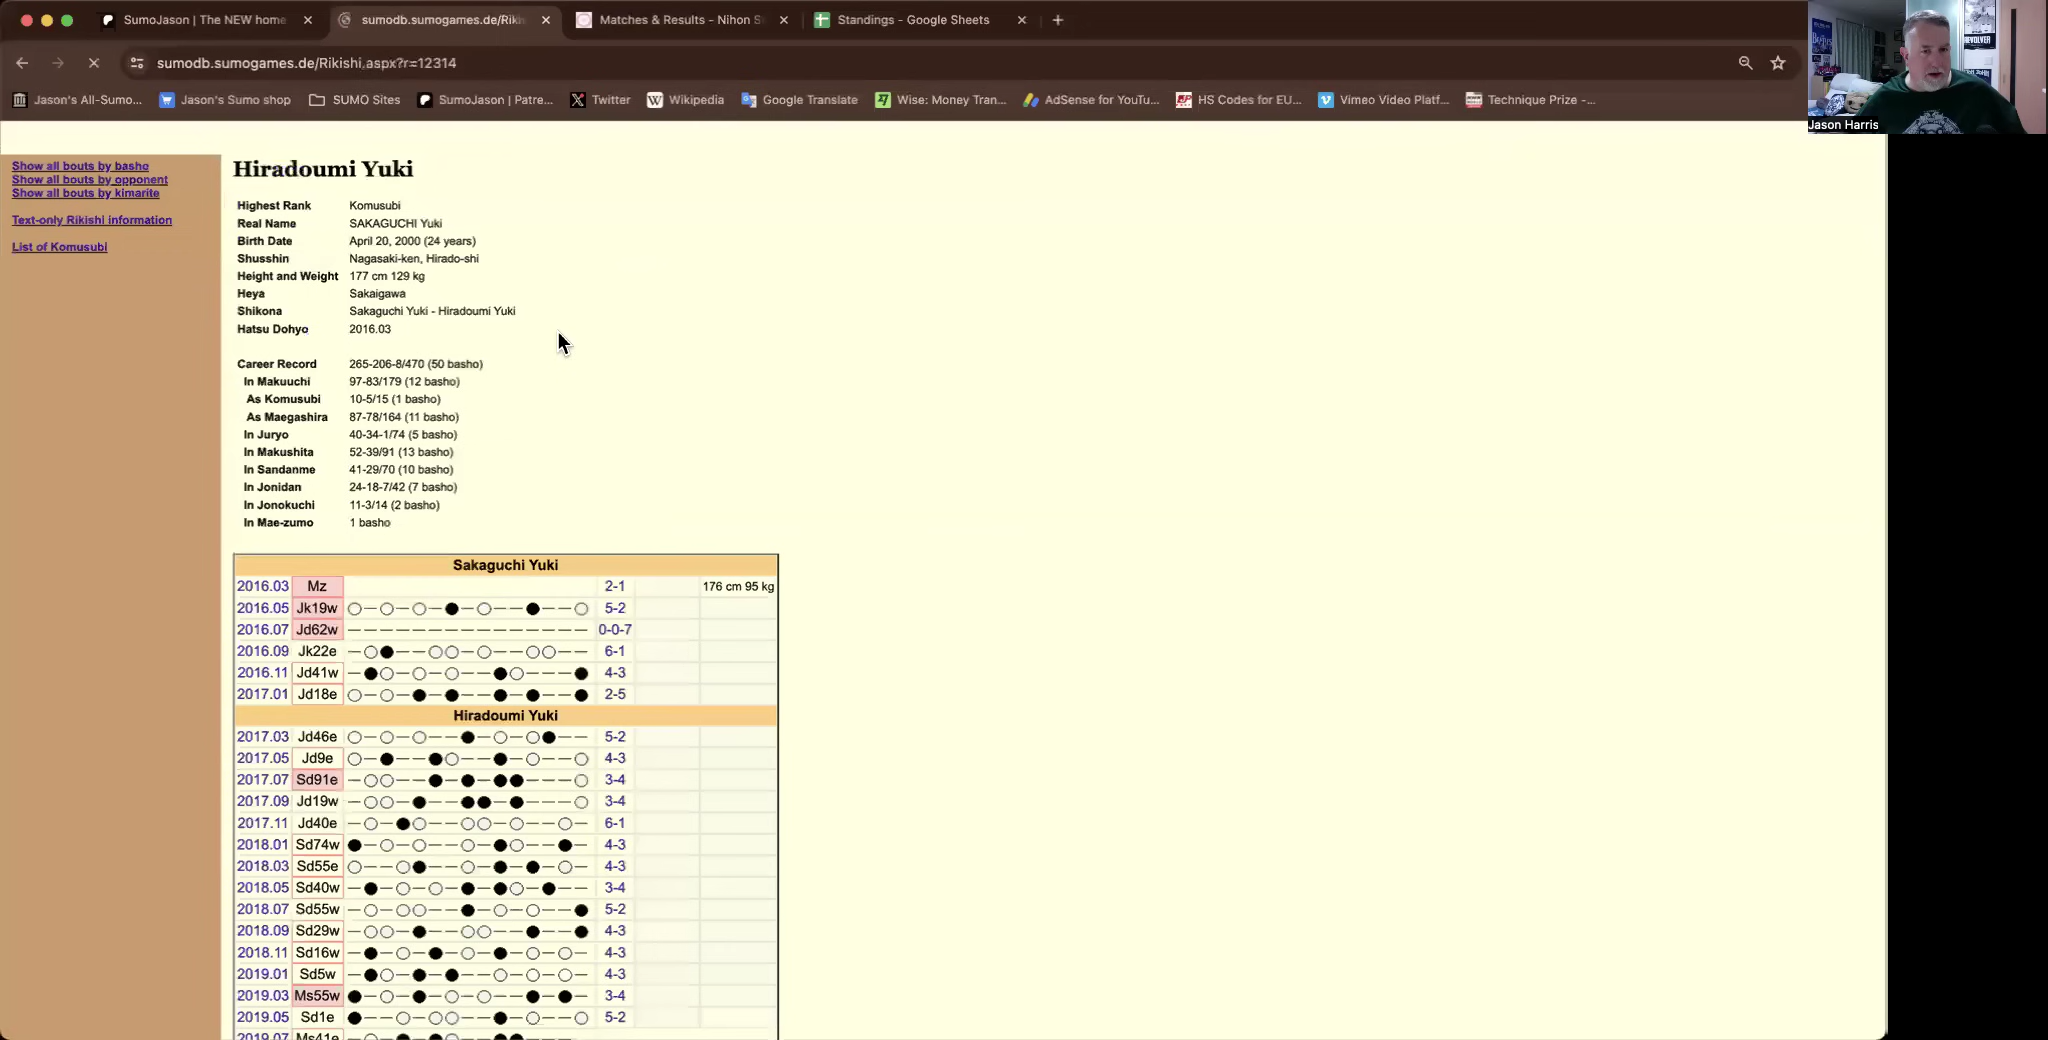 SumoJason | The NEW home
sumodb.sumogames.de/Riki
Matches & Results - Nihon S
Standings - Google Sheets
sumodb.sumogames.de/Rikishi.aspx?r=12314
Jason's All-Sumo...
Jason's Sumo shop
SUMO Sites
SumoJason | Patre...
Twitter
Wikipedia
Google Translate
Wise: Money Tran...
AdSense for YouTu...
HS Codes for EU...
Vimeo Video Platf...
Technique Prize -...
Jason Harris
Show all bouts by basho
Show all bouts by opponent
Show all bouts by kimarite
Text-only Rikishi information
List of Komusubi
Hiradoumi Yuki
Highest Rank Komusubi
Real Name SAKAGUCHI Yuki
Birth Date April 20, 2000 (24 years)
Shusshin Nagasaki-ken, Hirado-shi
Height and Weight 177 cm 129 kg
Heya Sakaigawa
Shikona Sakaguchi Yuki - Hiradoumi Yuki
Hatsu Dohyo 2016.03
Career Record 265-206-8/470 (50 basho)
In Makuuchi 97-83/179 (12 basho)
As Komusubi 10-5/15 (1 basho)
As Maegashira 87-78/164 (11 basho)
In Juryo 40-34-1/74 (5 basho)
In Makushita 52-39/91 (13 basho)
In Sandanme 41-29/70 (10 basho)
In Jonidan 24-18-7/42 (7 basho)
In Jonokuchi 11-3/14 (2 basho)
In Mae-zumo 1 basho
Sakaguchi Yuki
2016.03 Mz 2-1 176 cm 95 kg
2016.05 Jk19w 5-2
2016.07 Jd62w 0-0-7
2016.09 Jk22e 6-1
2016.11 Jd41w 4-3
2017.01 Jd18e 2-5
Hiradoumi Yuki
2017.03 Jd46e 5-2
2017.05 Jd9e 4-3
2017.07 Sd91e 3-4
2017.09 Jd19w 3-4
2017.11 Jd40e 6-1
2018.01 Sd74w 4-3
2018.03 Sd55e 4-3
2018.05 Sd40w 3-4
2018.07 Sd55w 5-2
2018.09 Sd29w 4-3
2018.11 Sd16w 4-3
2019.01 Sd5w 4-3
2019.03 Ms55w 3-4
2019.05 Sd1e 5-2
2019.07 Ms41e